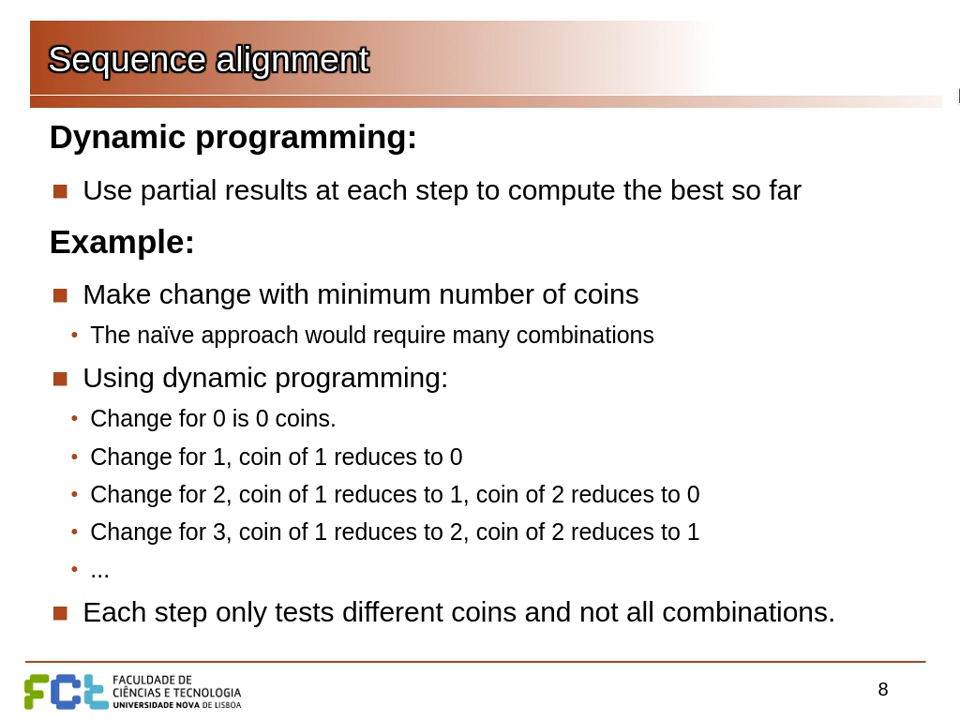 Sequence alignment
Dynamic programming:
Use partial results at each step to compute the best so far
Example:
Make change with minimum number of coins
The naïve approach would require many combinations
Using dynamic programming:
Change for 0 is 0 coins.
Change for 1, coin of 1 reduces to 0
Change for 2, coin of 1 reduces to 1, coin of 2 reduces to 0
Change for 3, coin of 1 reduces to 2, coin of 2 reduces to 1
...
Each step only tests different coins and not all combinations.
FCt
FACULDADE DE
CIÊNCIAS E TECNOLOGIA
UNIVERSIDADE NOVA DE LISBOA
8